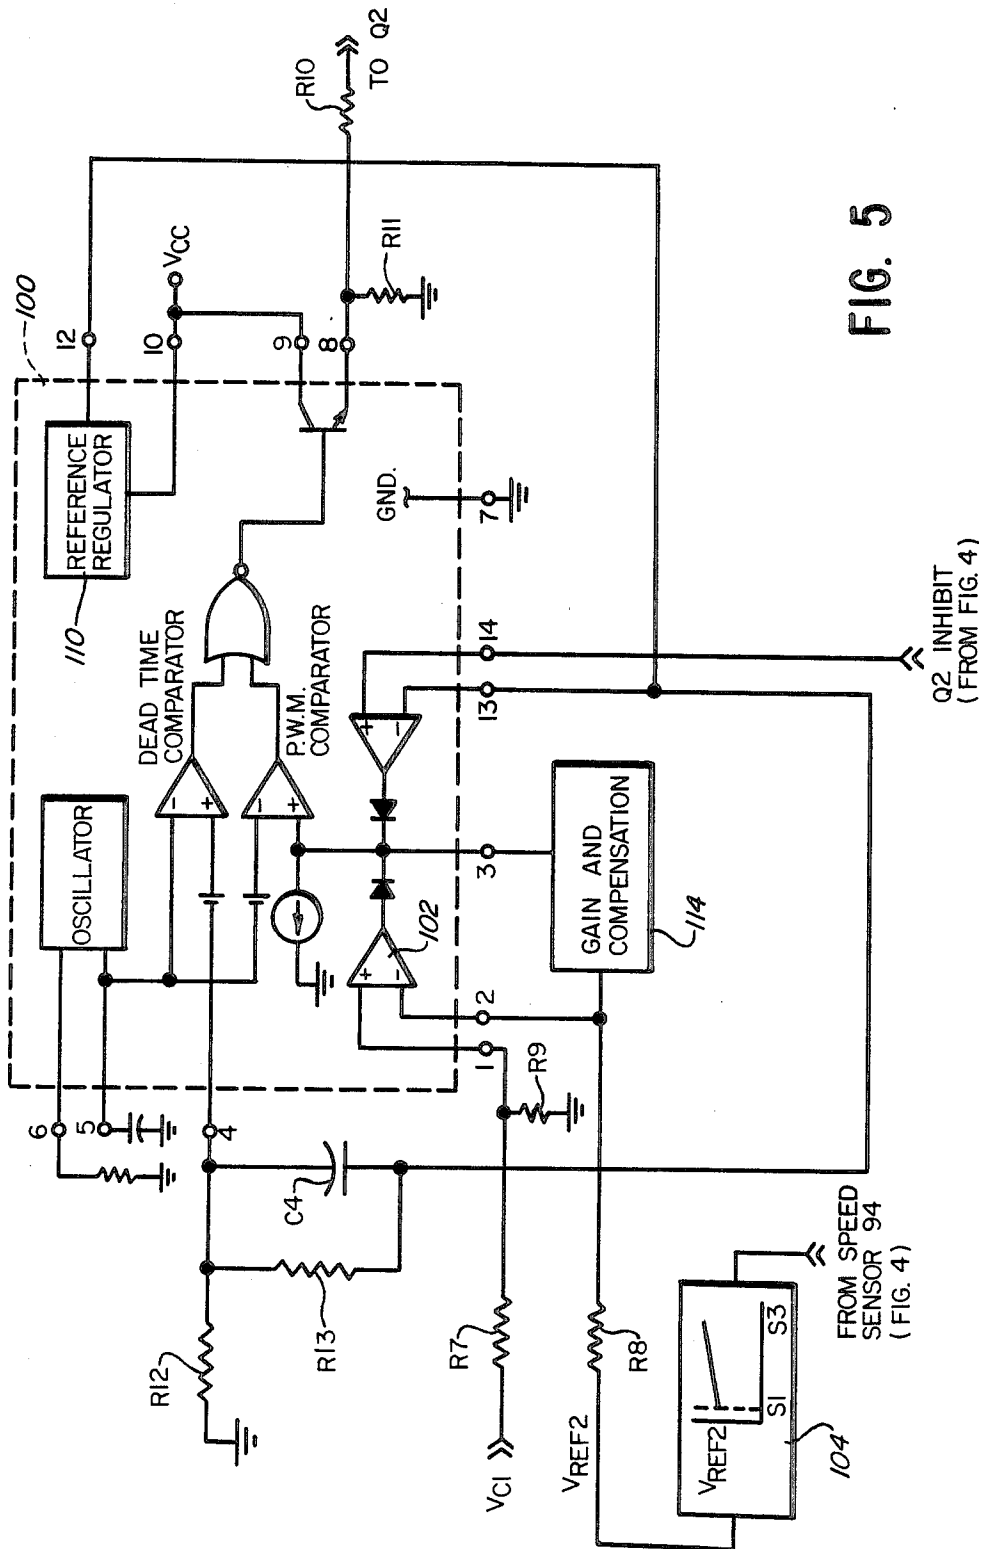 100
12
VCC
10
9
8
R10
TO Q2
R11
REFERENCE
REGULATOR
110
GND.
7
DEAD TIME
COMPARATOR
P.W.M.
COMPARATOR
OSCILLATOR
6
5
4
102
+
−
−
+
−
+
+
−
14
13
3
2
1
GAIN AND
COMPENSATION
114
Q2 INHIBIT
(FROM FIG. 4)
R9
C4
R12
R13
R7
R8
VC1
VREF2
VREF2
S1
S3
104
FROM SPEED
SENSOR 94
(FIG. 4)
FIG. 5